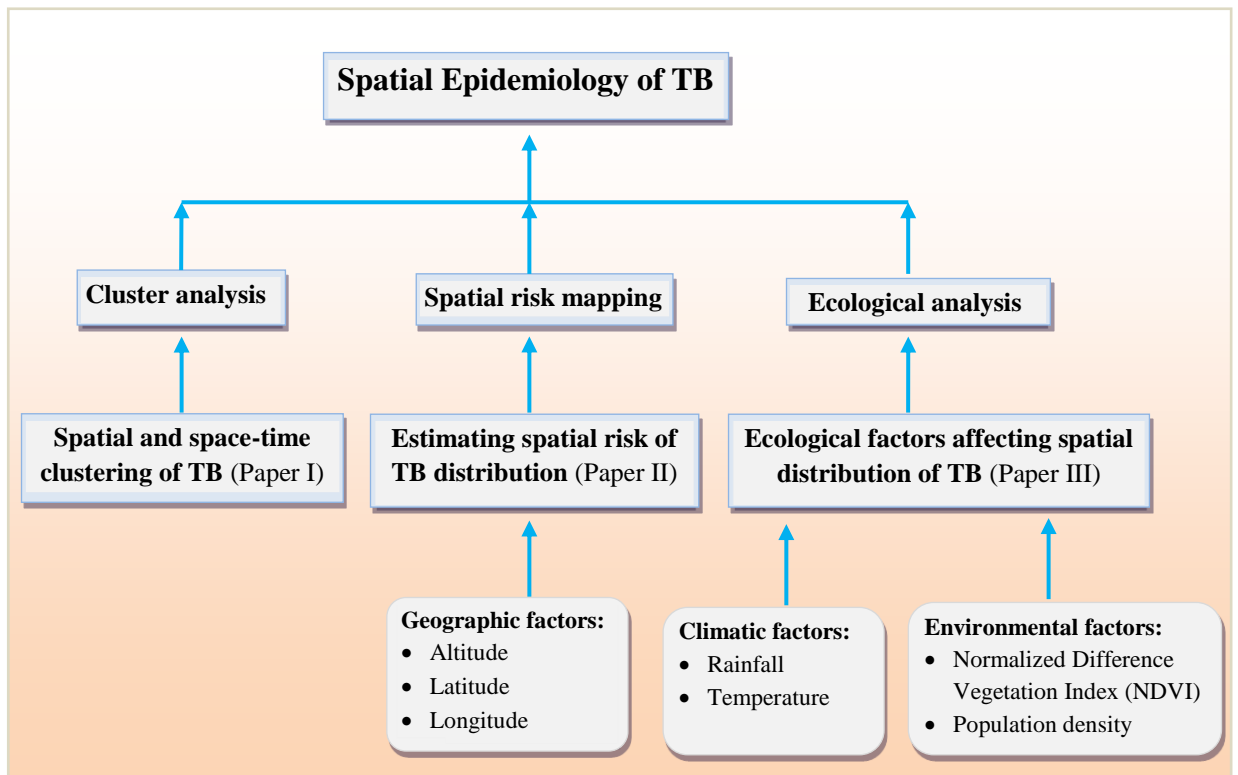 Spatial Epidemiology of TB
Cluster analysis
Spatial risk mapping
Ecological analysis
Spatial and space-time
clustering of TB (Paper I)
Estimating spatial risk of
TB distribution (Paper II)
Ecological factors affecting spatial
distribution of TB (Paper III)
Geographic factors:
• Altitude
• Latitude
• Longitude
Climatic factors:
• Rainfall
• Temperature
Environmental factors:
• Normalized Difference
Vegetation Index (NDVI)
• Population density